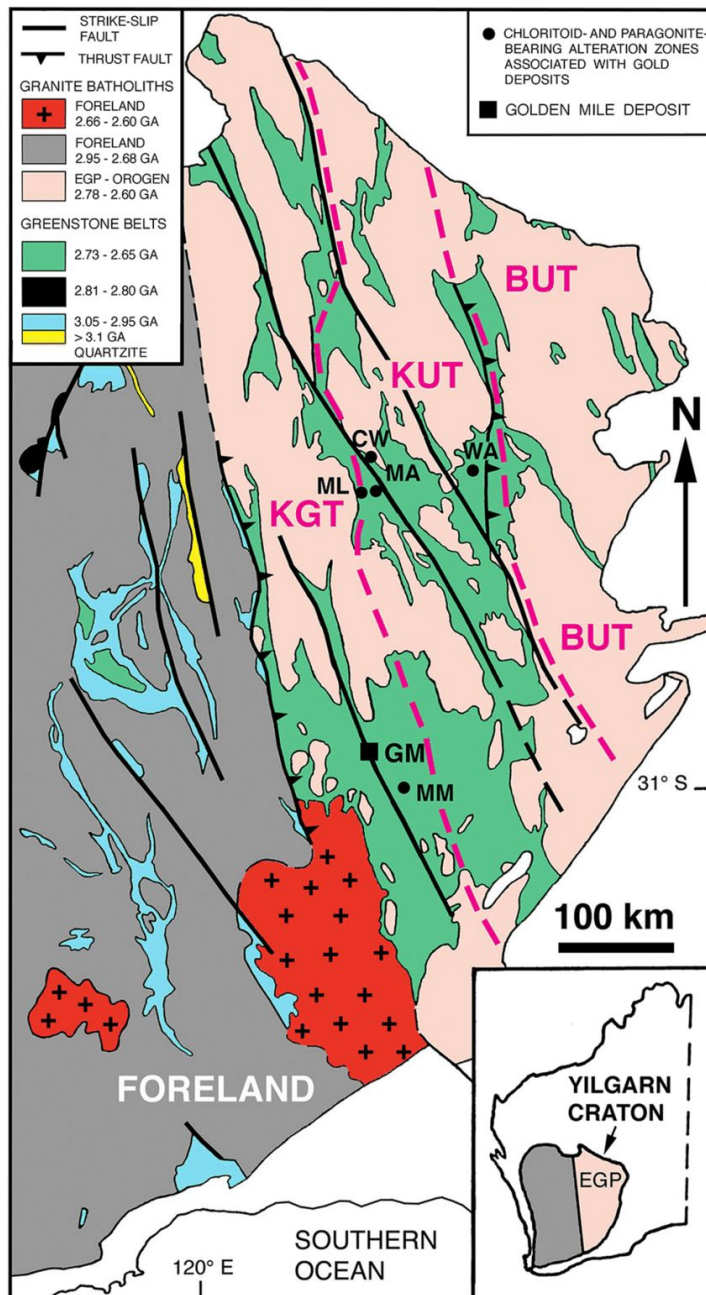 STRIKE-SLIP
FAULT
THRUST FAULT
GRANITE BATHOLITHS
FORELAND
2.66 - 2.60 GA
FORELAND
2.95 - 2.68 GA
EGP - OROGEN
2.78 - 2.60 GA
GREENSTONE BELTS
2.73 - 2.65 GA
2.81 - 2.80 GA
3.05 - 2.95 GA
> 3.1 GA
QUARTZITE
CHLORITOID- AND PARAGONITE-
BEARING ALTERATION ZONES
ASSOCIATED WITH GOLD
DEPOSITS
GOLDEN MILE DEPOSIT
BUT
KUT
N
CW
WA
MA
ML
KGT
BUT
GM
MM
31° S
100 km
FORELAND
YILGARN
CRATON
EGP
SOUTHERN
OCEAN
120° E